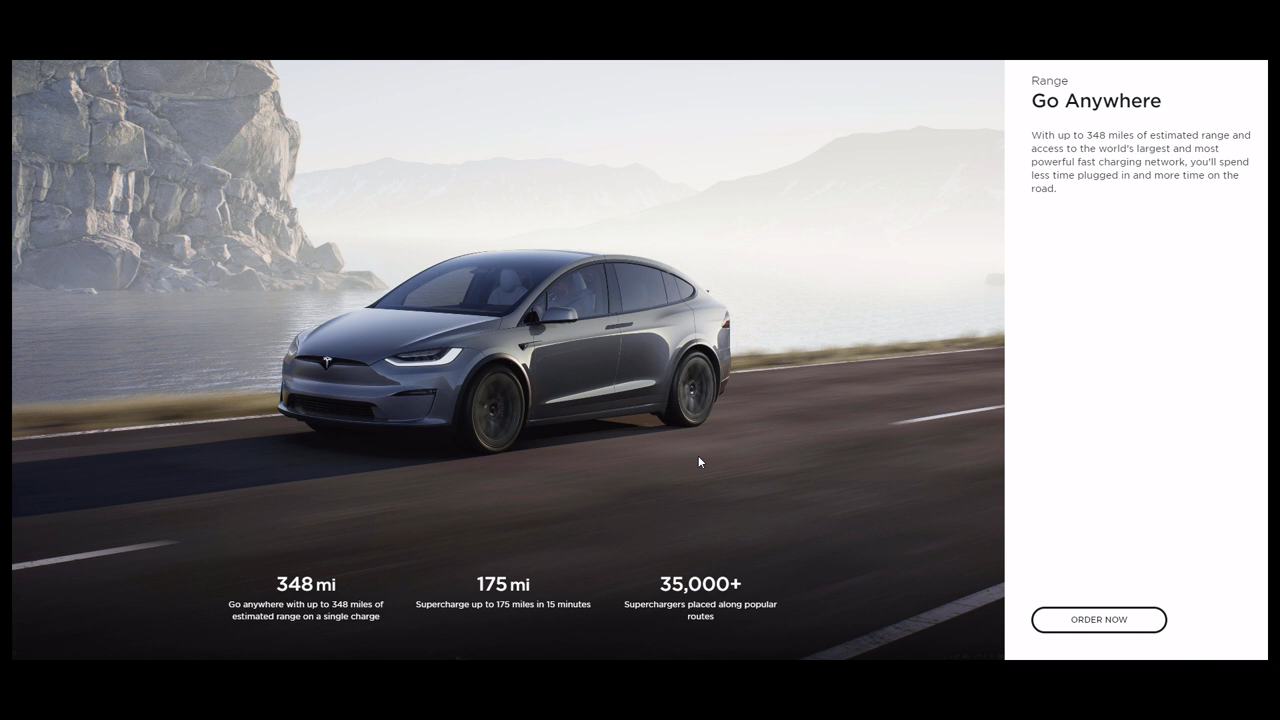 Range
Go Anywhere
With up to 348 miles of estimated range and
access to the world's largest and most
powerful fast charging network, you'll spend
less time plugged in and more time on the
road.
348 mi
Go anywhere with up to 348 miles of
estimated range on a single charge
175 mi
Supercharge up to 175 miles in 15 minutes
35,000+
Superchargers placed along popular
routes
ORDER NOW